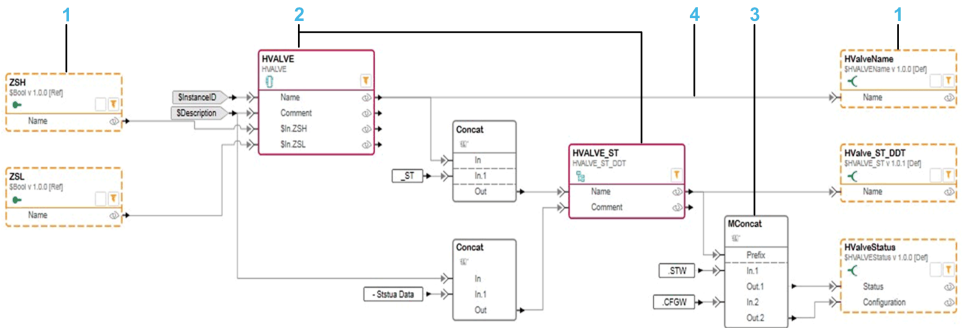 1
2
4
3
1
ZSH
$Bool v 1.0.0 [Ref]
Name
ZSL
$Bool v 1.0.0 [Ref]
Name
$InstanceID
$Description
HVALVE
HVALVE
Name
Comment
$In.ZSH
$In.ZSL
Concat
In
_ST
In.1
Out
Concat
In
- Ststua Data
In.1
Out
HVALVE_ST
HVALVE_ST_DDT
Name
Comment
MConcat
Prefix
.STW
In.1
Out.1
.CFGW
In.2
Out.2
HValveName
$HVALVEName v 1.0.0 [Def]
Name
HValve_ST_DDT
$HVALVE_ST v 1.0.1 [Def]
Name
HValveStatus
$HVALVEStatus v 1.0.0 [Def]
Status
Configuration